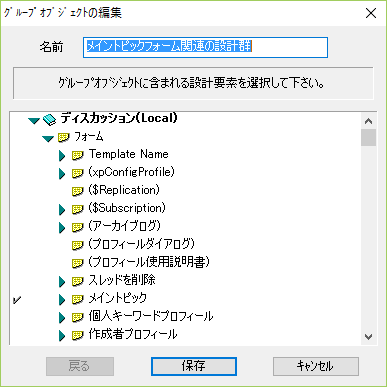 グループオブジェクトの編集
名前 メイントピックフォーム関連の設計群
グループオブジェクトに含まれる設計要素を選択して下さい。
ディスカッション(Local)
フォーム
Template Name
(xpConfigProfile)
($Replication)
($Subscription)
(アーカイブログ)
(プロフィールダイアログ)
(プロフィール使用説明書)
スレッドを削除
メイントピック
個人キーワードプロフィール
作成者プロフィール
戻る 保存 キャンセル